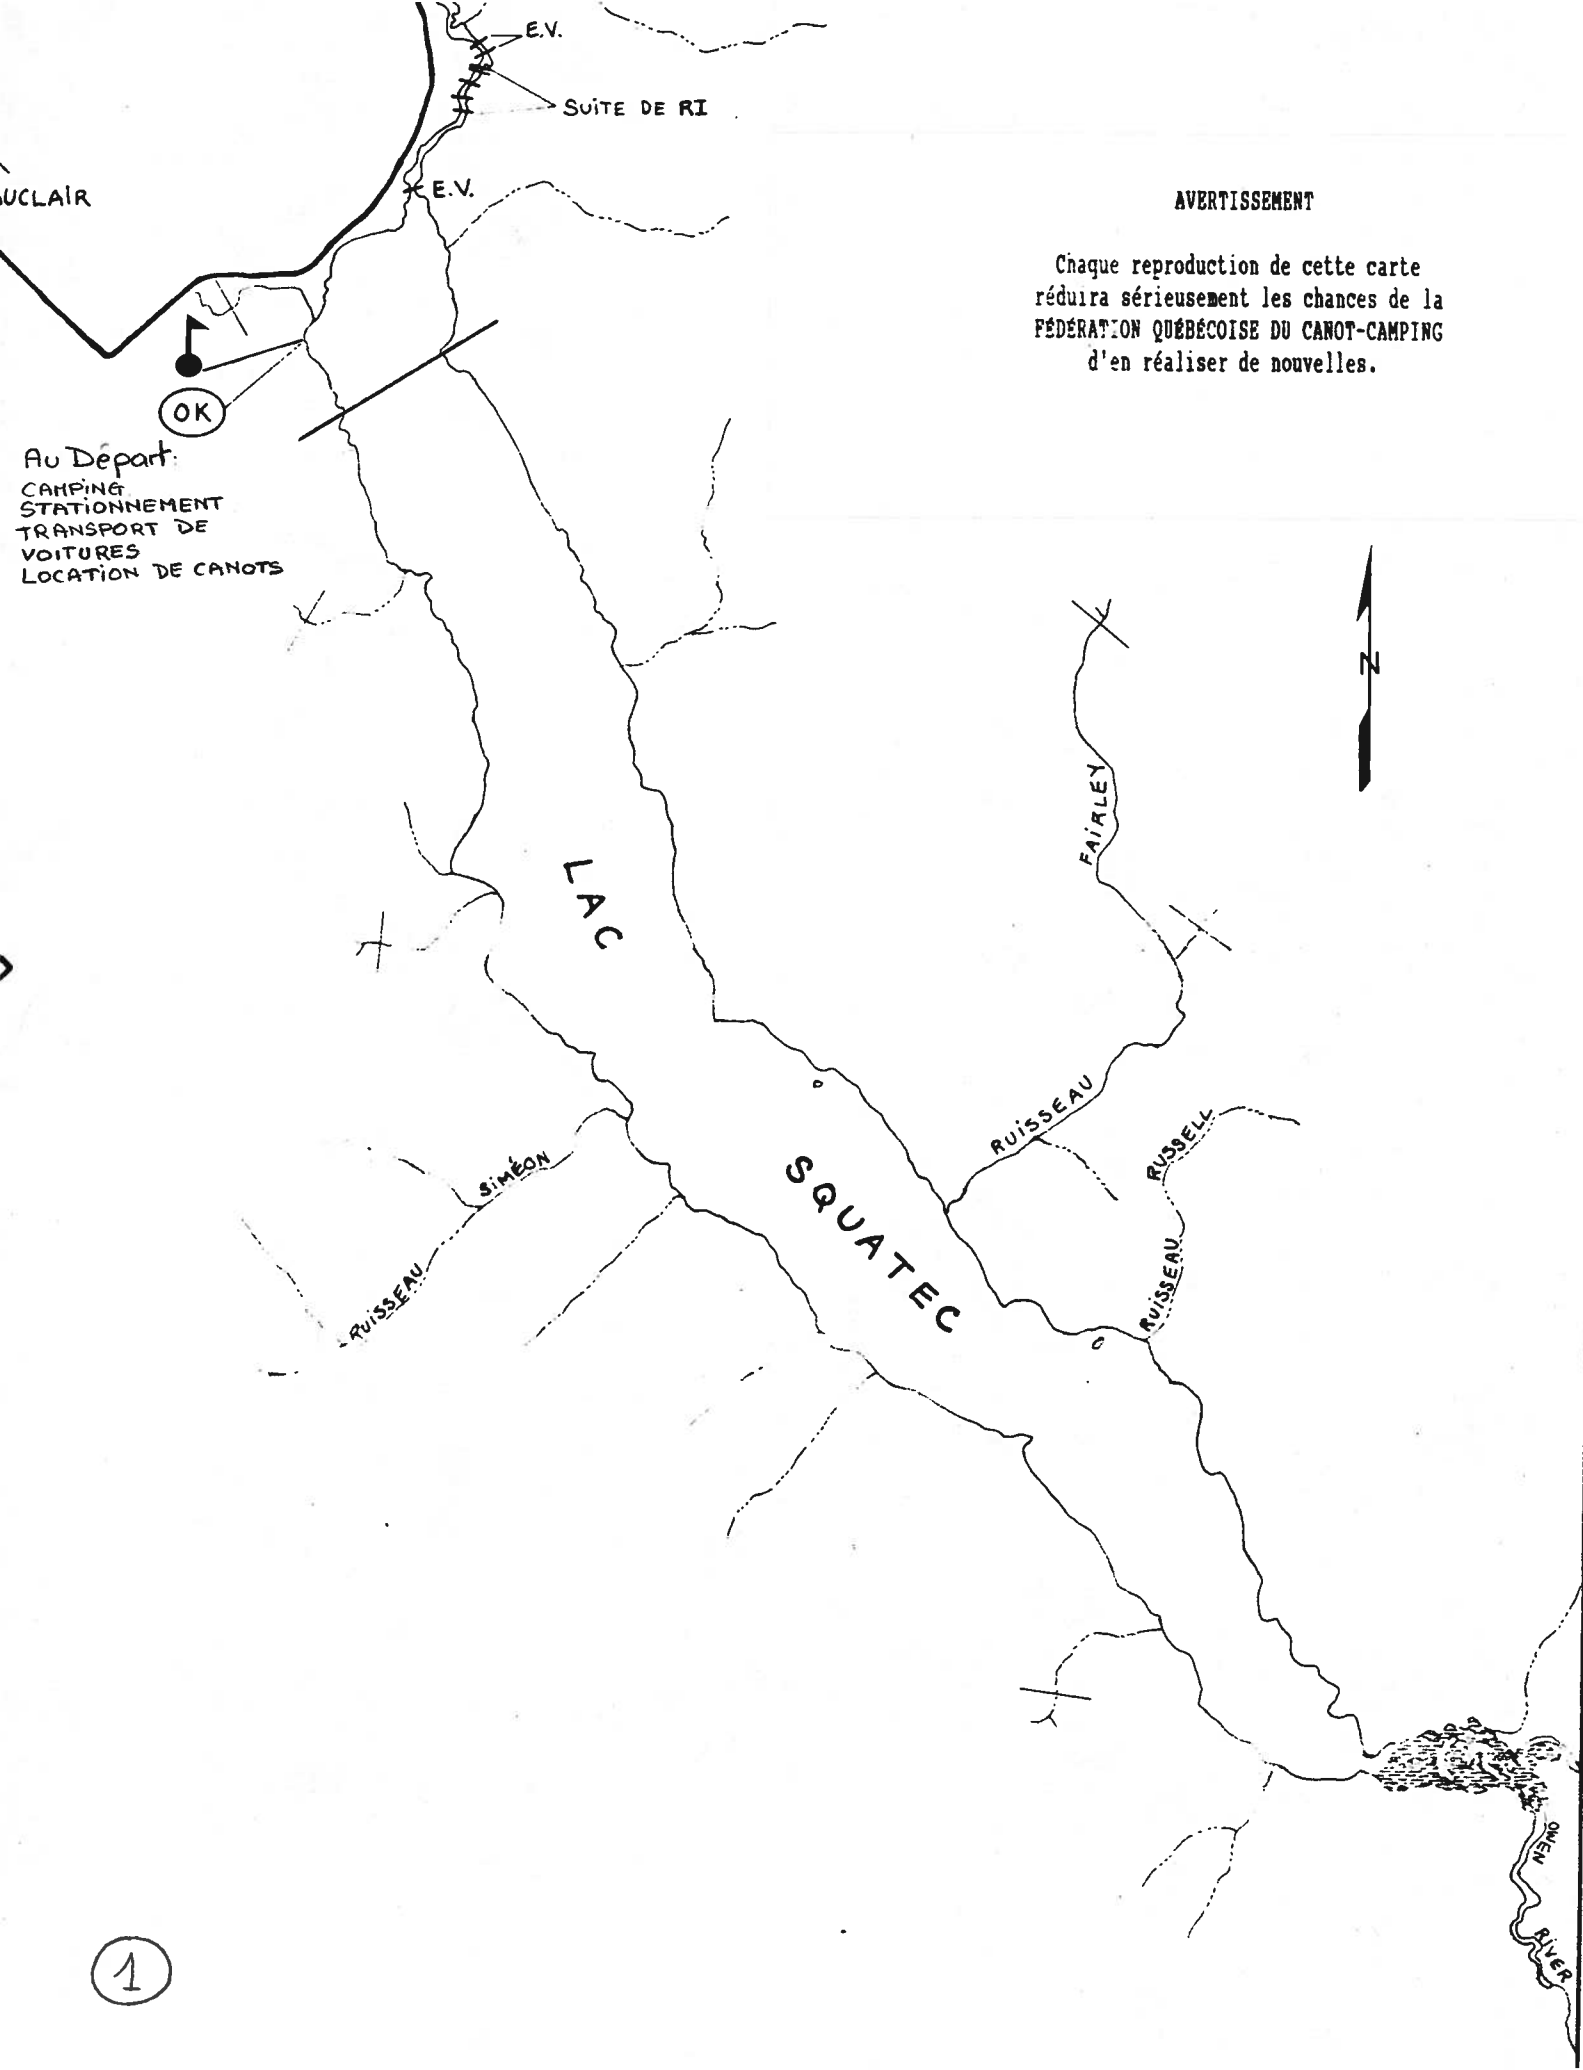 E.V.
SUITE DE RI
E.V.
UCLAIR
AVERTISSEMENT
Chaque reproduction de cette carte
réduira sérieusement les chances de la
FÉDÉRATION QUÉBÉCOISE DU CANOT-CAMPING
d'en réaliser de nouvelles.
OK
Au Départ:
CAMPING
STATIONNEMENT
TRANSPORT DE
VOITURES
LOCATION DE CANOTS
N
FAIRLEY
RUISSEAU
LAC
SQUATEC
RUSSELL
RUISSEAU
SIMÉON
RUISSEAU
OWEN
RIVER
1